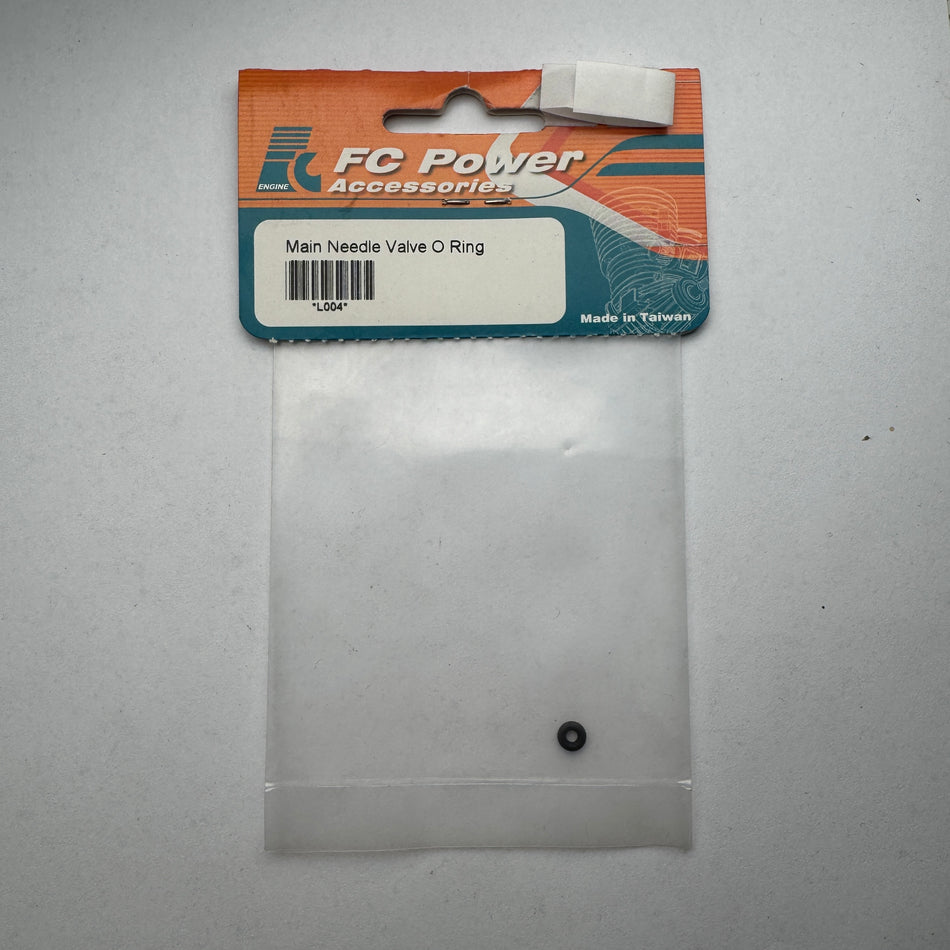 FC Power
Accessories
ENGINE
Main Needle Valve O Ring
*L004*
Made in Taiwan